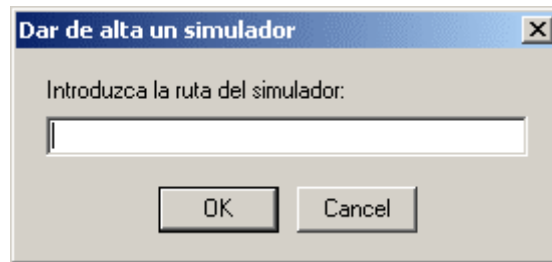 Dar de alta un simulador
Introduzca la ruta del simulador:
OK Cancel